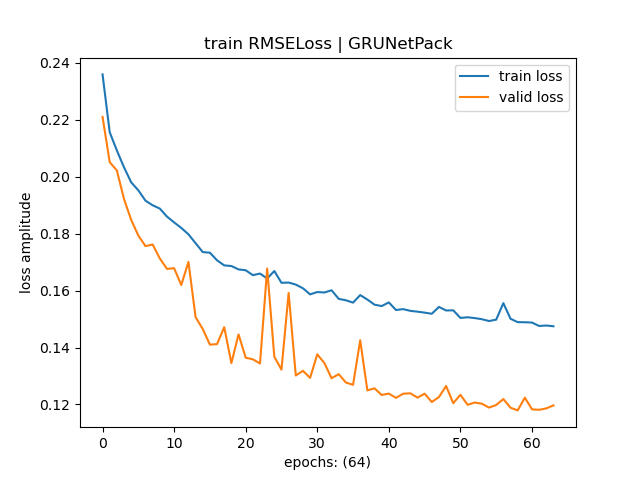 train RMSELoss | GRUNetPack
train loss
valid loss
loss amplitude
0.24
0.22
0.20
0.18
0.16
0.14
0.12
0 10 20 30 40 50 60
epochs: (64)